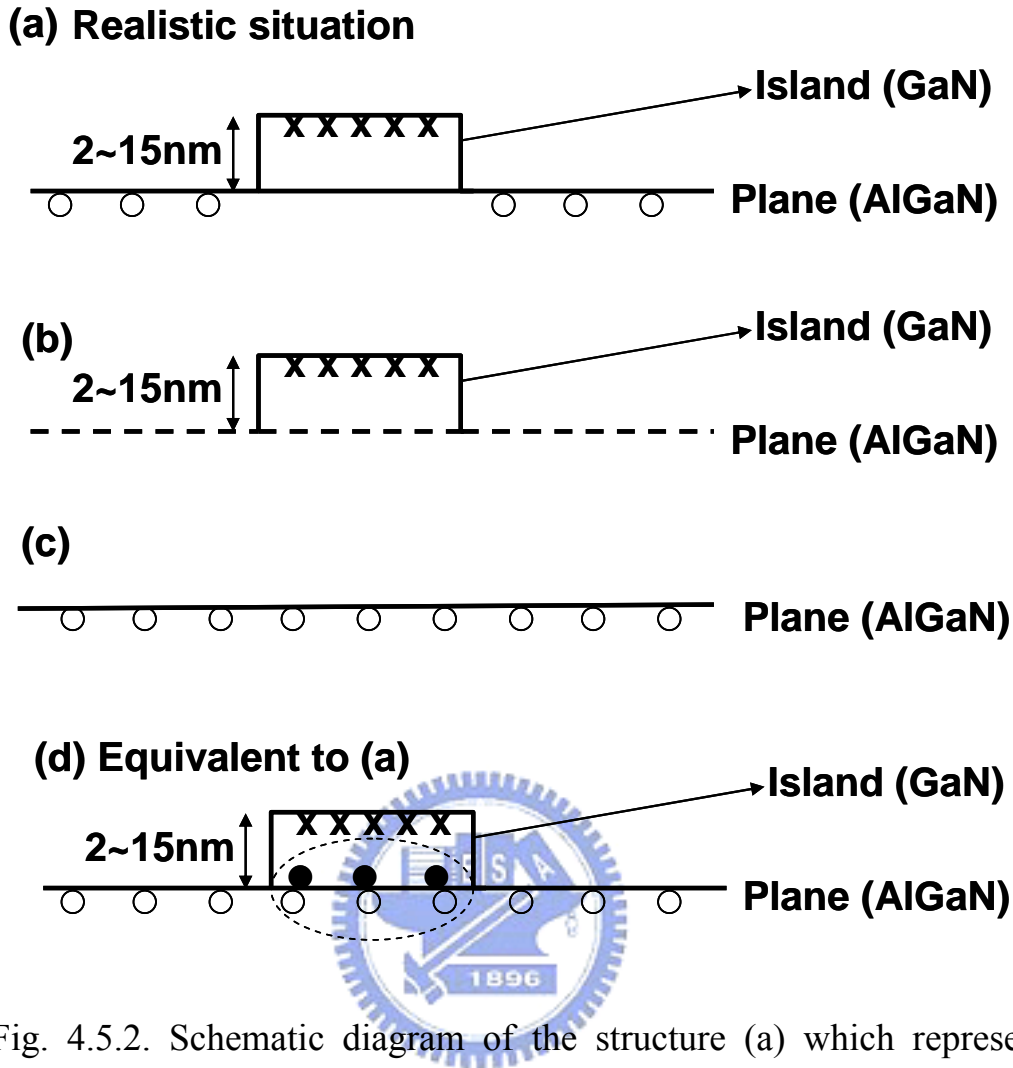 (a) Realistic situation
Island (GaN)
2~15nm
X X X X X
Plane (AlGaN)
(b)
Island (GaN)
2~15nm
X X X X X
Plane (AlGaN)
(c)
Plane (AlGaN)
(d) Equivalent to (a)
Island (GaN)
2~15nm
X X X X X
E S A
Plane (AlGaN)
1896
Fig. 4.5.2. Schematic diagram of the structure (a) which represe